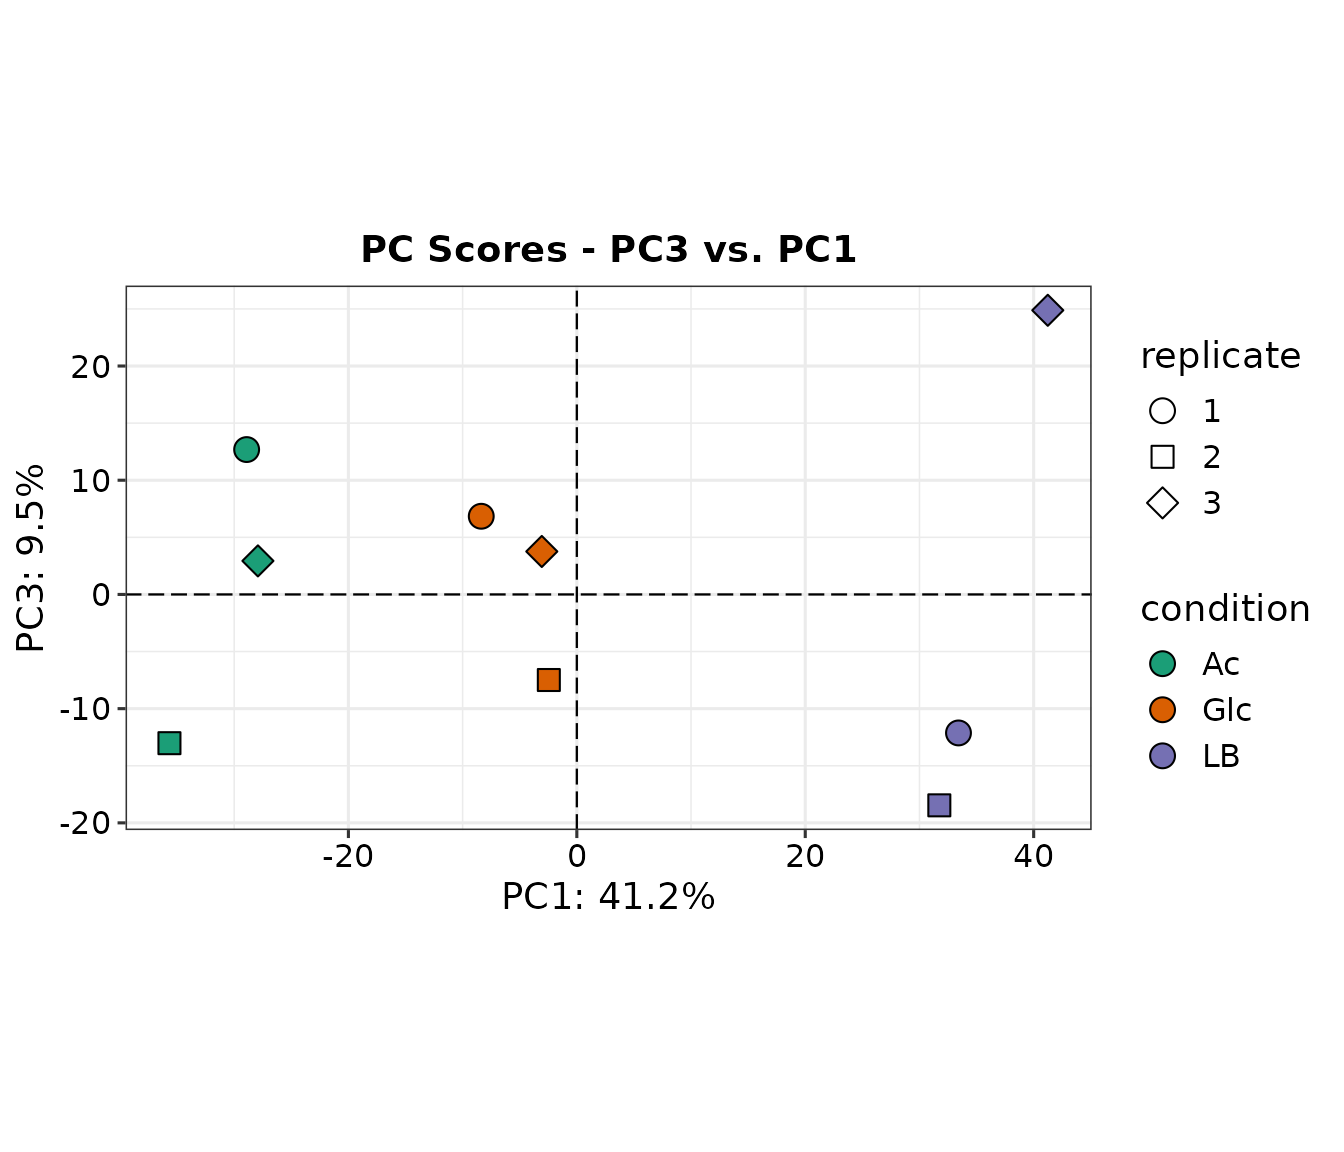 PC Scores - PC3 vs. PC1
PC3: 9.5%
20
10
0
-10
-20
-20
0
20
40
PC1: 41.2%
replicate
1
2
3
condition
Ac
Glc
LB